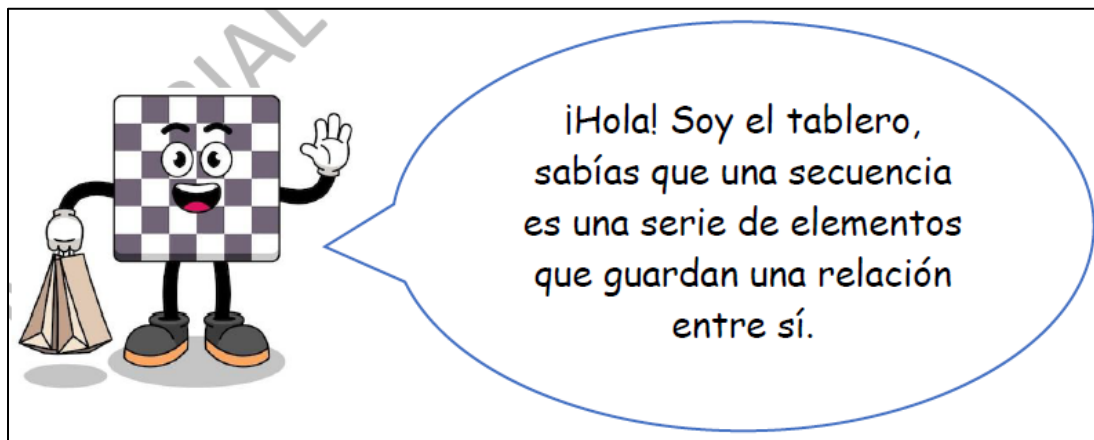 ¡Hola! Soy el tablero,
sabías que una secuencia
es una serie de elementos
que guardan una relación
entre sí.